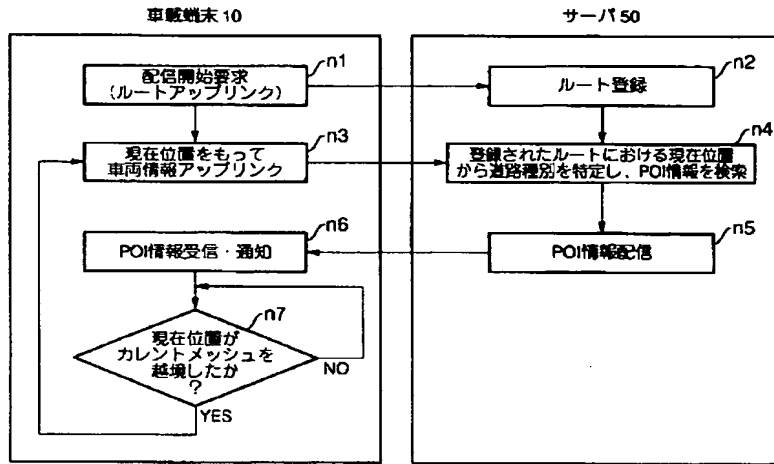 車載端末10
サーバ50
n1
配信開始要求
(ルートアップリンク)
n2
ルート登録
n3
現在位置をもって
車両情報アップリンク
n4
登録されたルートにおける現在位置
から道路種別を特定し、POI情報を検索
n6
POI情報受信・通知
n5
POI情報配信
n7
現在位置が
カレントメッシュを
越境したか
?
NO
YES